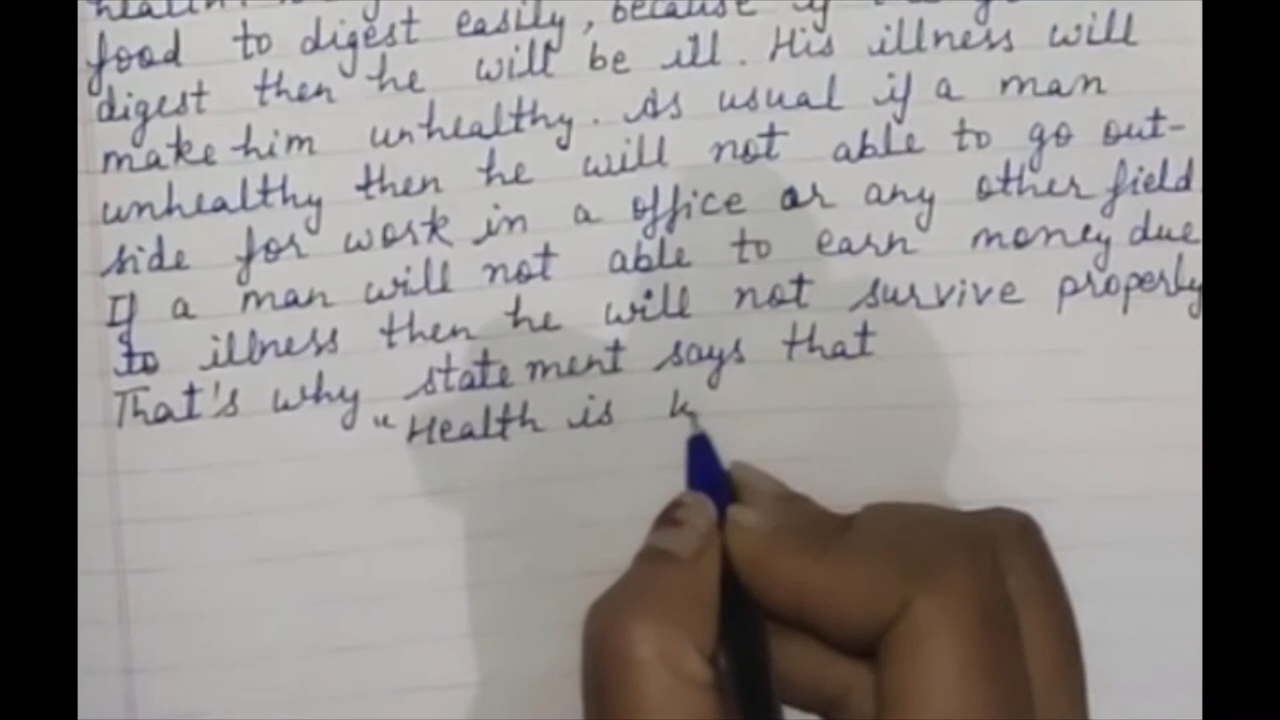 food to digest easily, because if
digest then he will be ill. His illness will
make him unhealthy. As usual if a man
unhealthy then he will not able to go out-
side for work in a office or any other field
If a man will not able to earn money due
to illness then he will not survive properly
That's why statement says that
"Health is